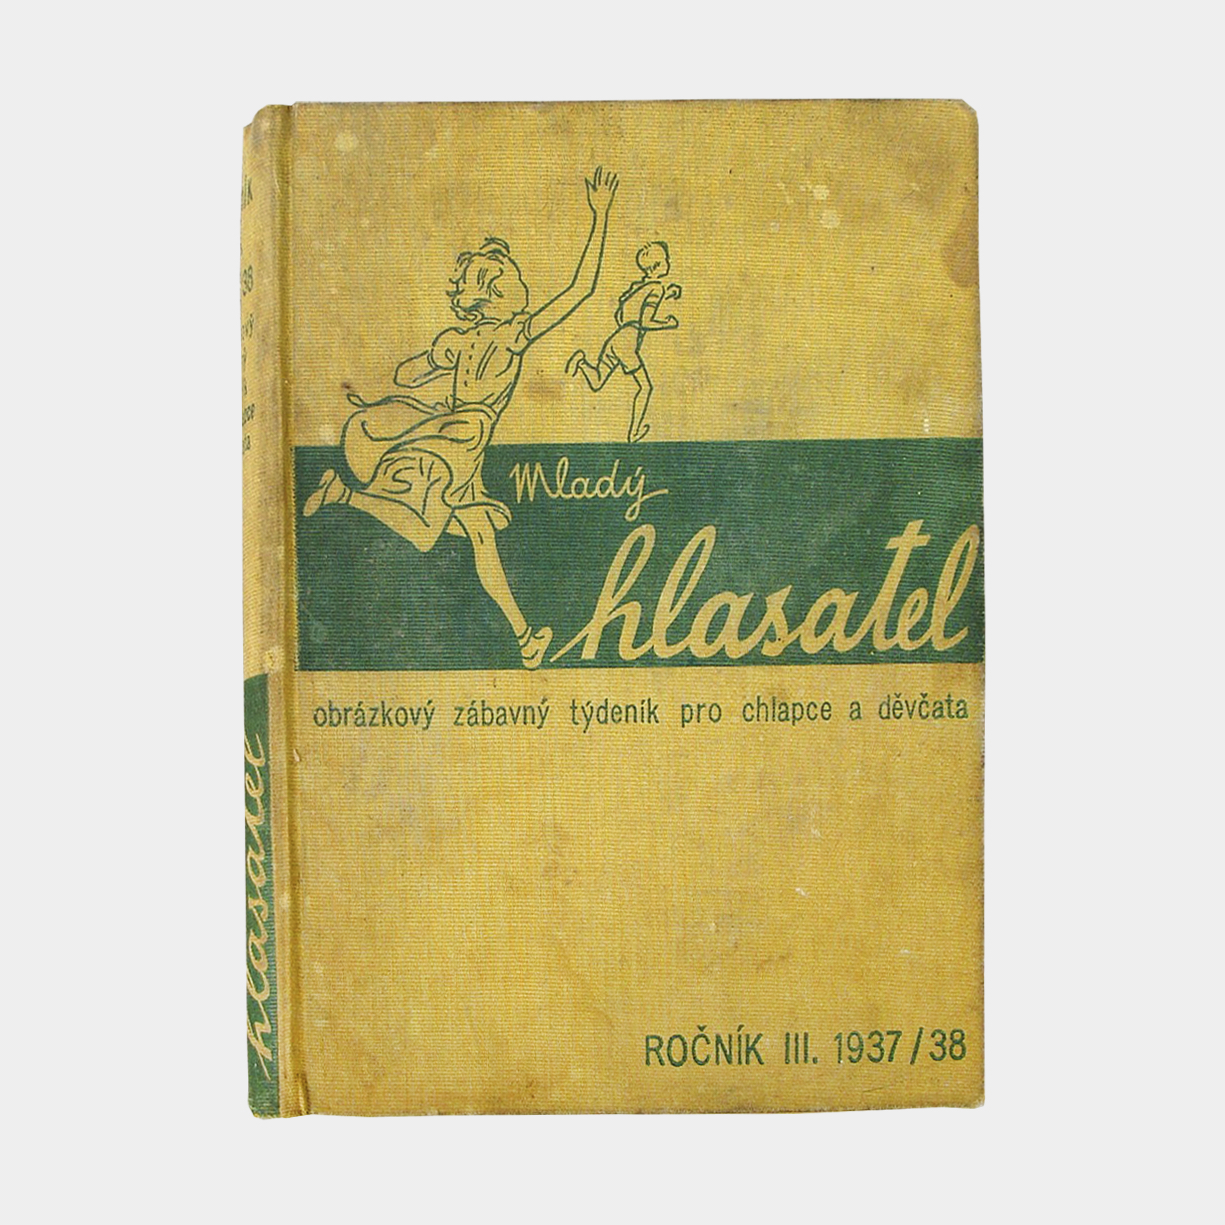 Mladý
hlasatel
obrázkový zábavný týdeník pro chlapce a děvčata
ROČNÍK III. 1937/38
hlasatel